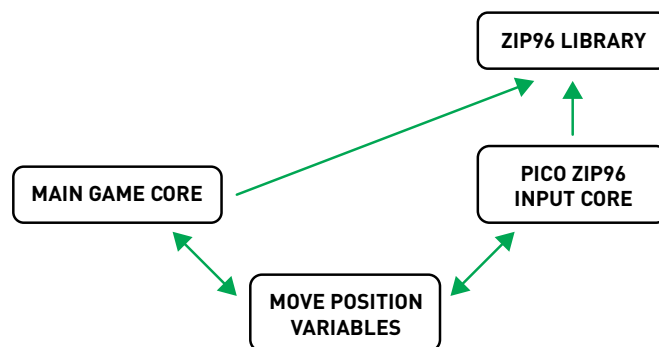 ZIP96 LIBRARY
MAIN GAME CORE
PICO ZIP96
INPUT CORE
MOVE POSITION
VARIABLES